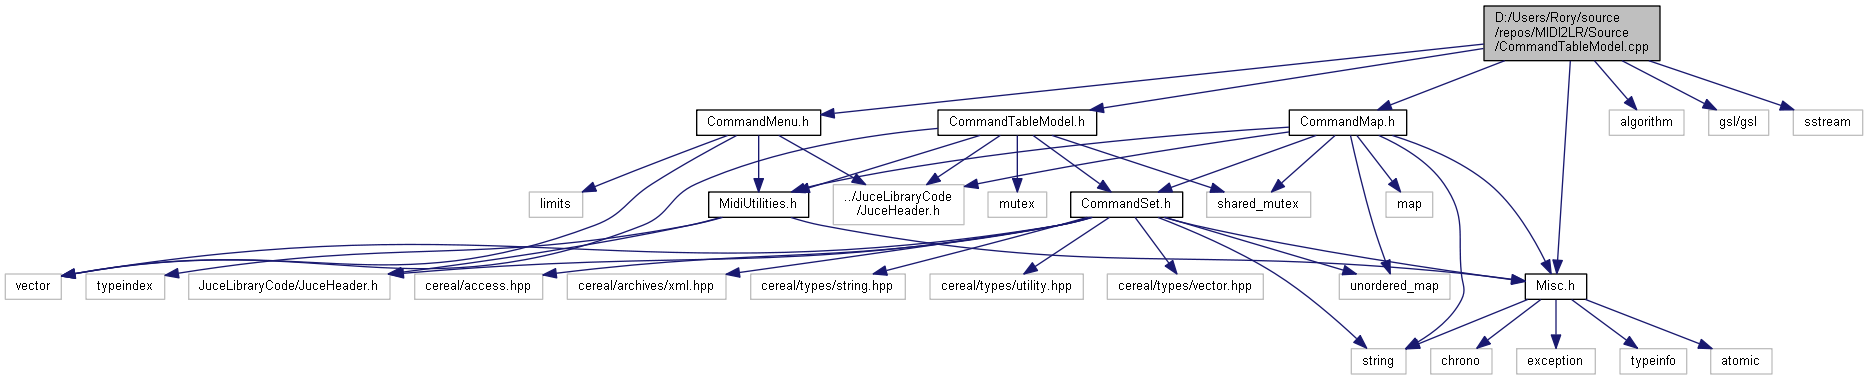 D:/Users/Rory/source
/repos/MIDI2LR/Source
/CommandTableModel.cpp
CommandMenu.h
CommandTableModel.h
CommandMap.h
algorithm
gsl/gsl
sstream
limits
MidiUtilities.h
../JuceLibraryCode
/JuceHeader.h
mutex
CommandSet.h
shared_mutex
map
vector
typeindex
JuceLibraryCode/JuceHeader.h
cereal/access.hpp
cereal/archives/xml.hpp
cereal/types/string.hpp
cereal/types/utility.hpp
cereal/types/vector.hpp
unordered_map
Misc.h
string
chrono
exception
typeinfo
atomic